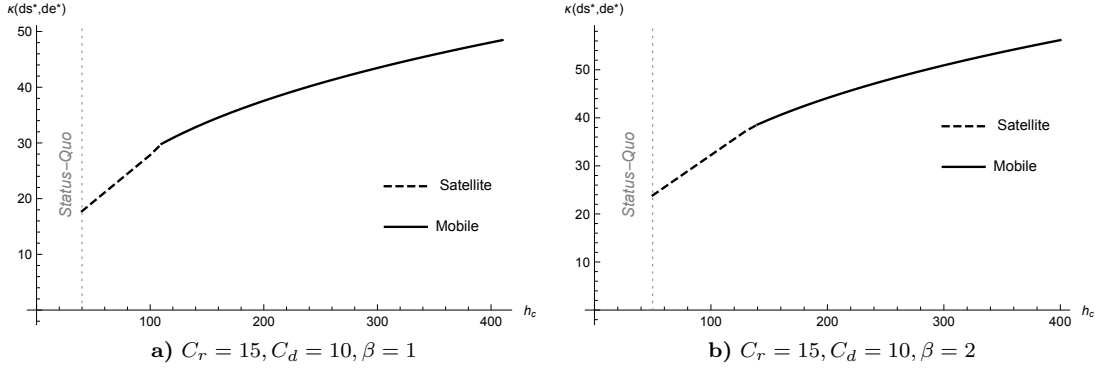 κ(ds*,de*)
50
40
30
20
10
Status-Quo
Satellite
Mobile
100
200
300
400
h_c
a) C_r = 15, C_d = 10, β = 1
κ(ds*,de*)
50
40
30
20
10
Status-Quo
Satellite
Mobile
100
200
300
400
h_c
b) C_r = 15, C_d = 10, β = 2